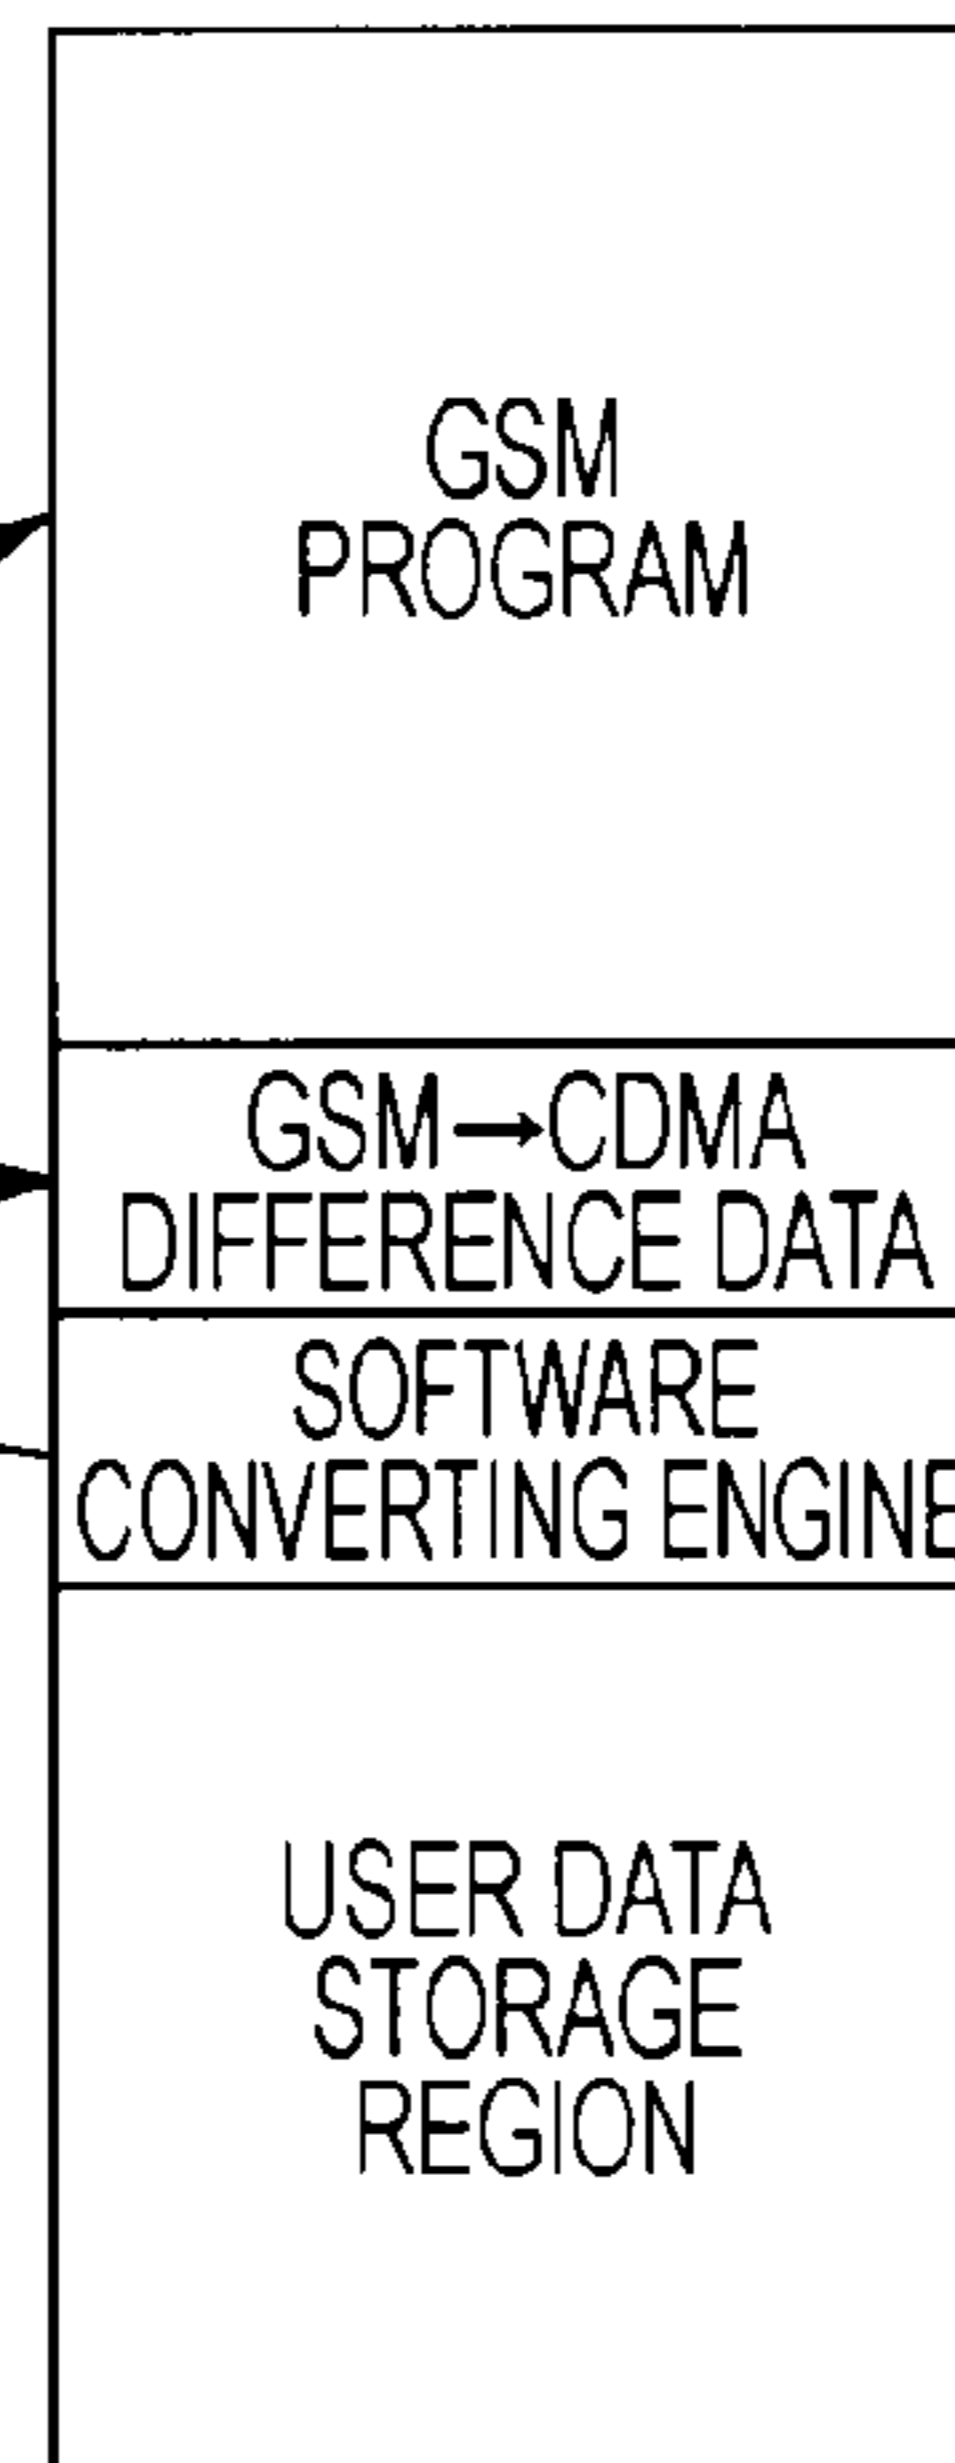 GSM
PROGRAM
GSM→CDMA
DIFFERENCE DATA
SOFTWARE
CONVERTING ENGINE
USER DATA
STORAGE
REGION